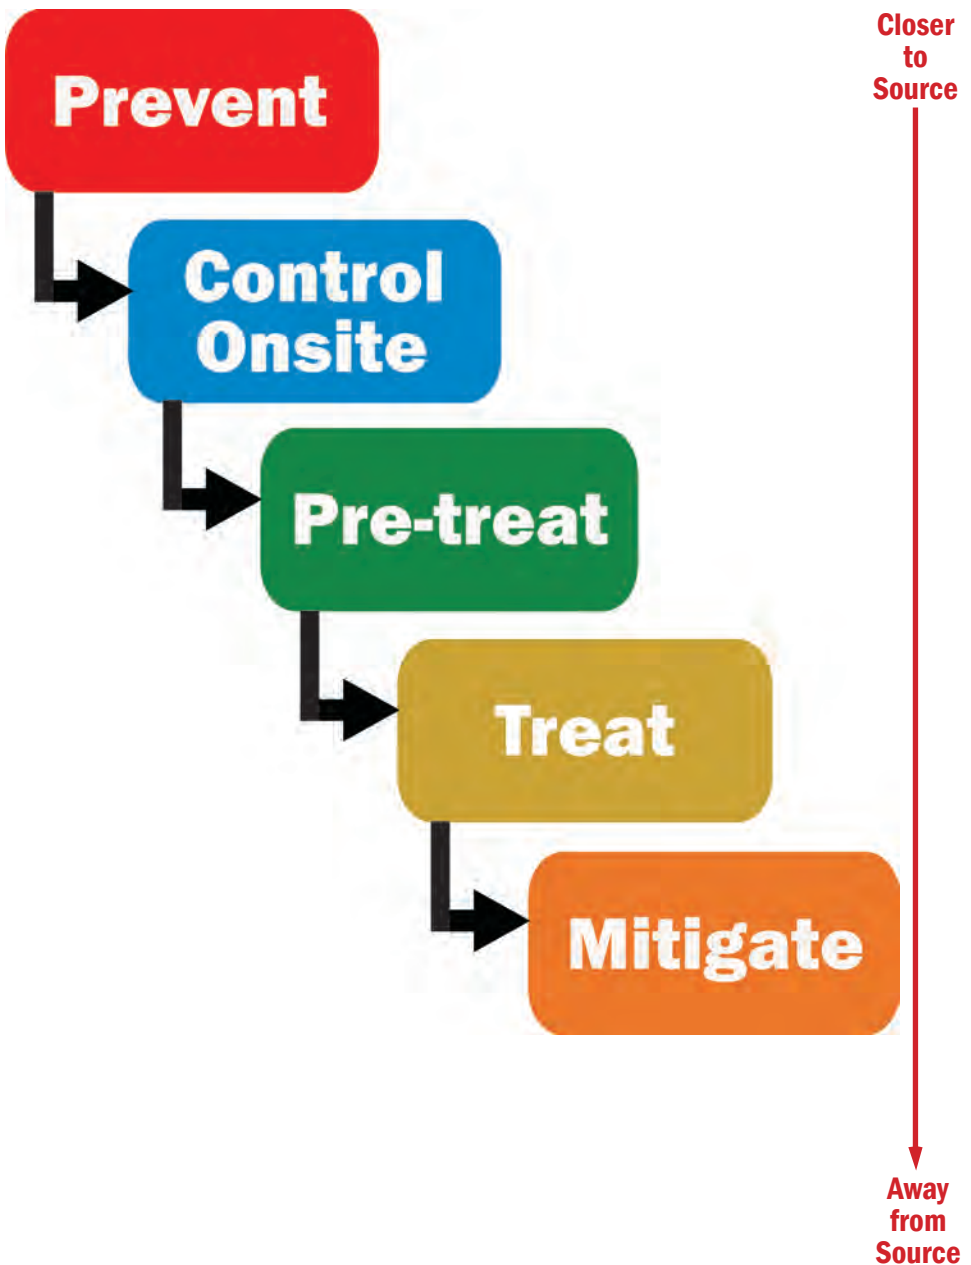 Prevent
Control
Onsite
Pre-treat
Treat
Mitigate
Closer
to
Source
Away
from
Source